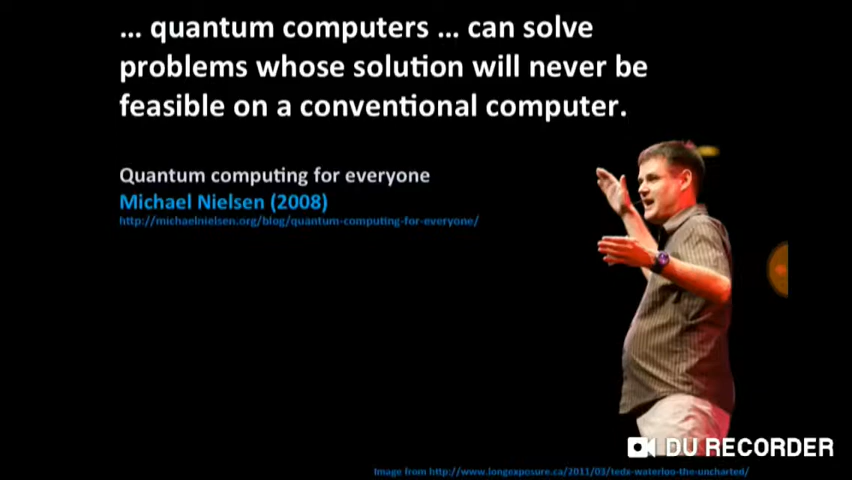 ... quantum computers ... can solve
problems whose solution will never be
feasible on a conventional computer.
Quantum computing for everyone
Michael Nielsen (2008)
http://michaelnielsen.org/blog/quantum-computing-for-everyone/
DU RECORDER
Image from http://www.longexposure.ca/2011/03/tedx-waterloo-the-uncharted/